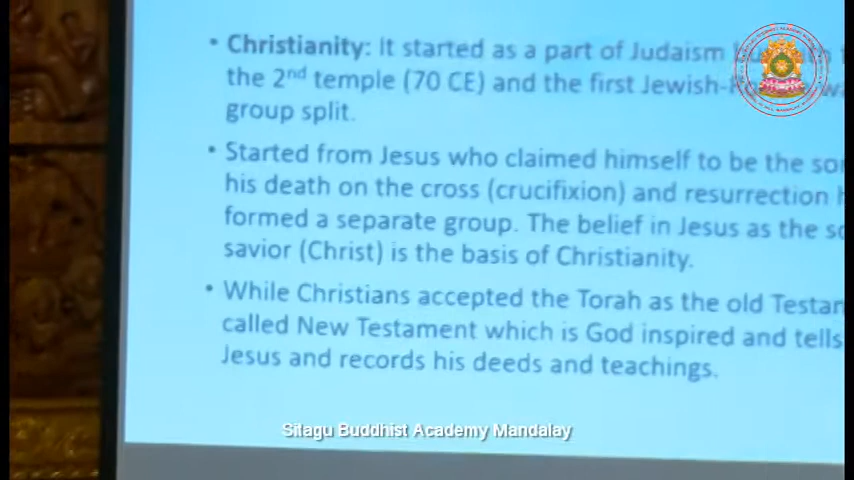 • Christianity: It started as a part of Judaism
the 2nd temple (70 CE) and the first Jewish-
group split.
• Started from Jesus who claimed himself to be the
his death on the cross (crucifixion) and resurrection
formed a separate group. The belief in Jesus as the
savior (Christ) is the basis of Christianity.
• While Christians accepted the Torah as the old
called New Testament which is God inspired and tells
Jesus and records his deeds and teachings.
Sitagu Buddhist Academy Mandalay